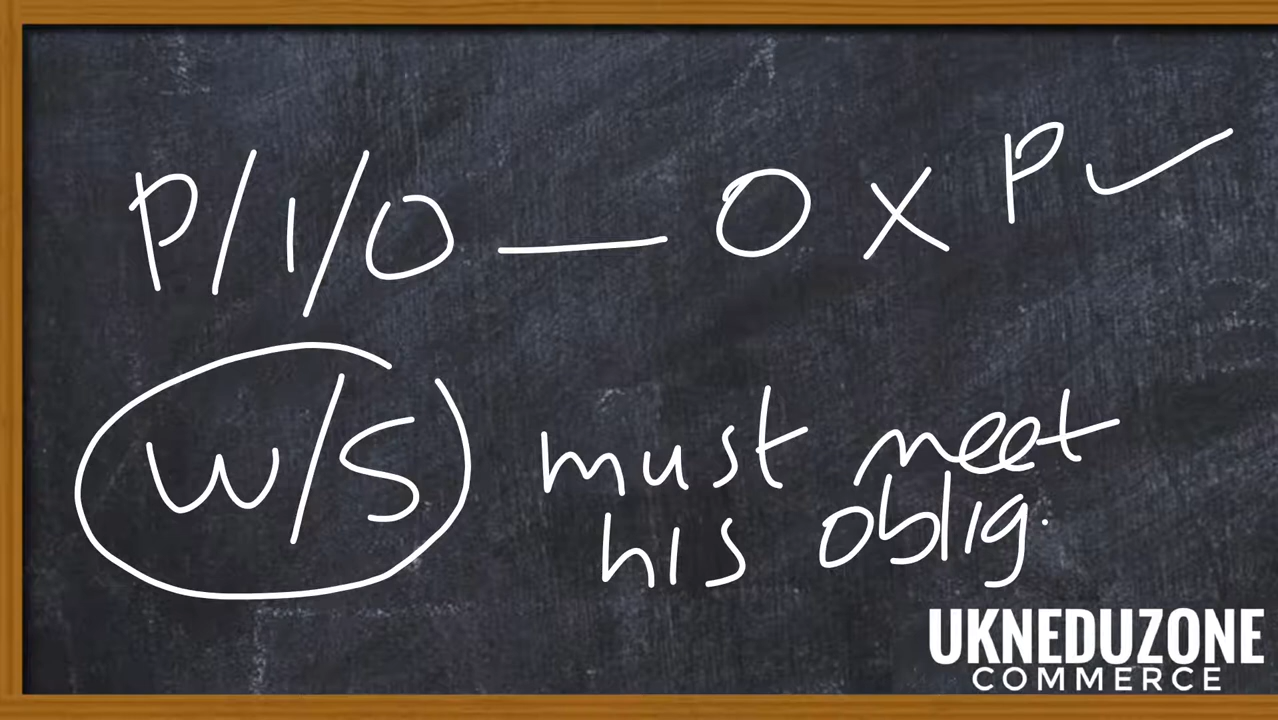 P/I/O — O X P ✓
W/S must meet
his oblig.
UKNEDUZONE
COMMERCE